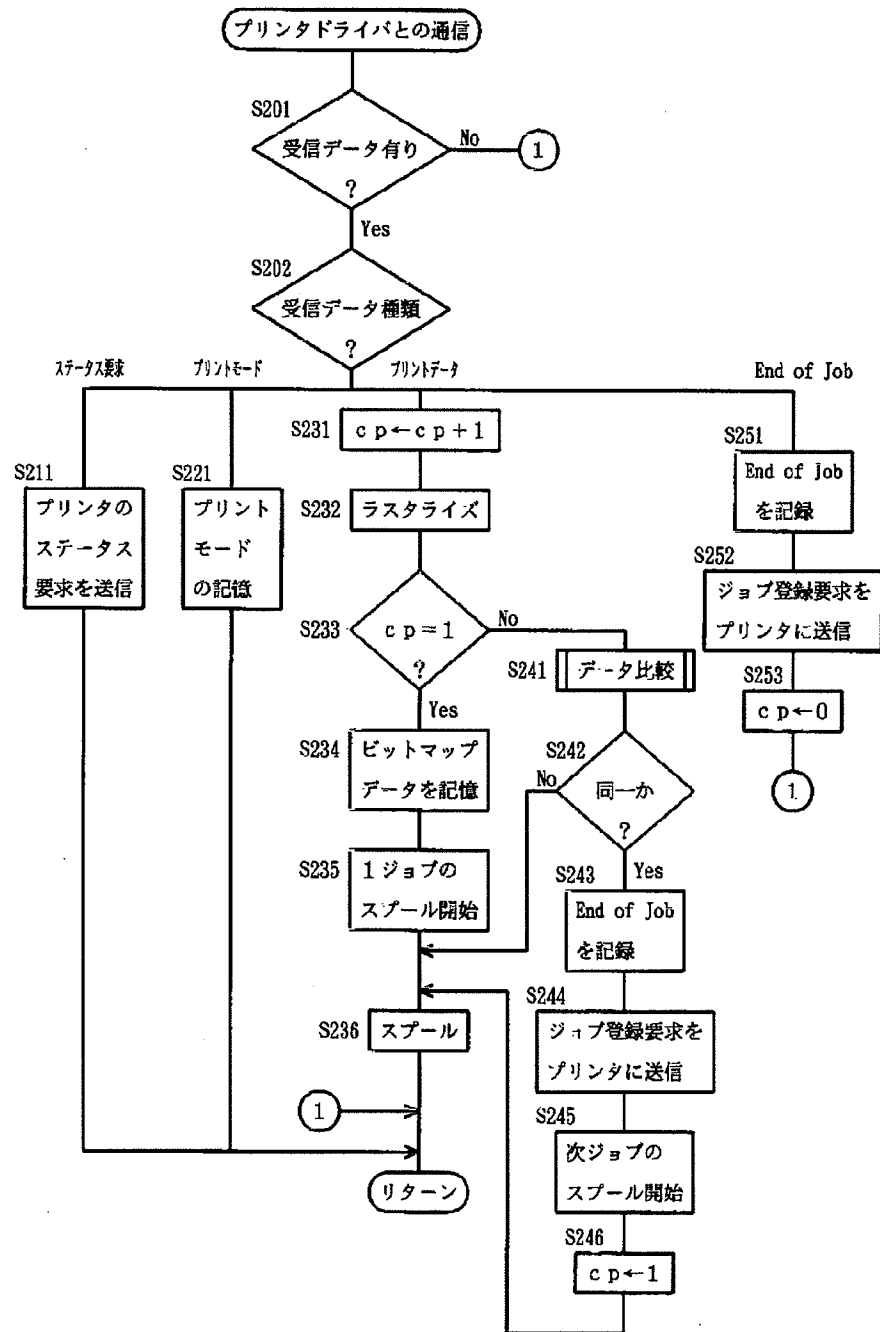 プリンタドライバとの通信
S201
受信データ有り
?
No
1
Yes
S202
受信データ種類
?
ステータス要求
プリントモード
プリントデータ
End of Job
S211
プリンタの
ステータス
要求を送信
S221
プリント
モード
の記憶
S231
cp←cp+1
S232
ラスタライズ
S233
cp=1
?
No
Yes
S234
ビットマップ
データを記憶
S235
1ジョブの
スプール開始
S236
スプール
1
リターン
S241
データ比較
S242
同一か
?
No
Yes
S243
End of Job
を記録
S244
ジョブ登録要求を
プリンタに送信
S245
次ジョブの
スプール開始
S246
cp←1
S251
End of Job
を記録
S252
ジョブ登録要求を
プリンタに送信
S253
cp←0
1